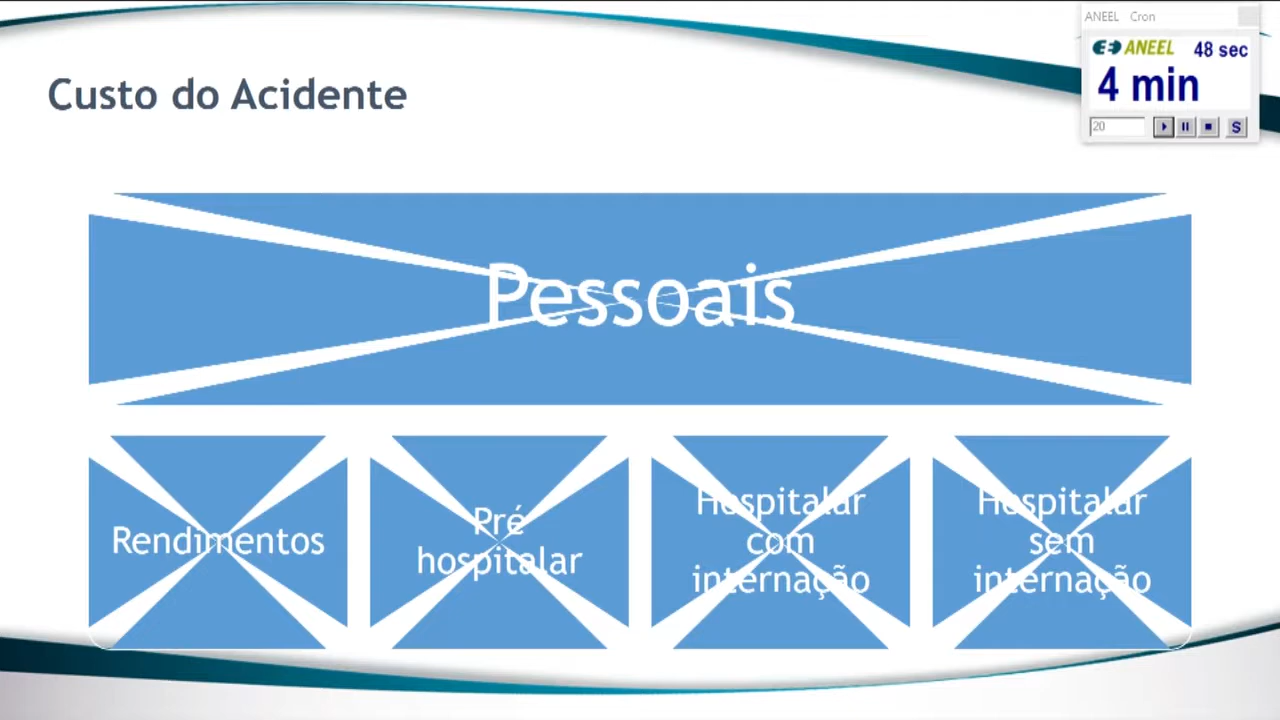 ANEEL Cron
ANEEL 48 sec
4 min
20
S
Custo do Acidente
Pessoais
Rendimentos
Pré
hospitalar
Hospitalar
com
internação
Hospitalar
sem
internação